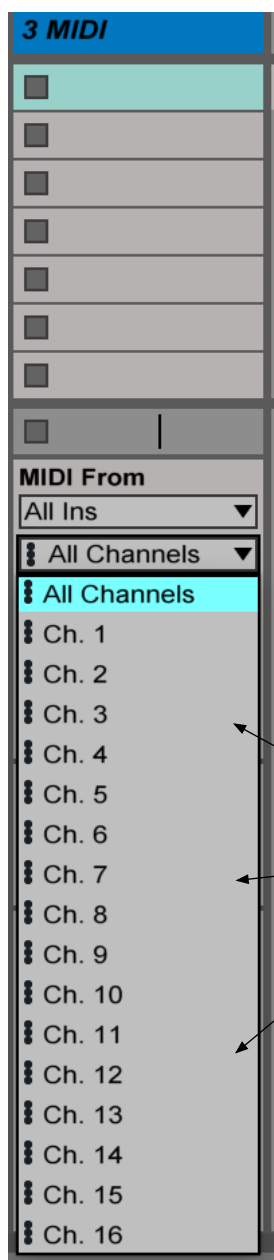 3 MIDI
MIDI From
All Ins
All Channels
All Channels
Ch. 1
Ch. 2
Ch. 3
Ch. 4
Ch. 5
Ch. 6
Ch. 7
Ch. 8
Ch. 9
Ch. 10
Ch. 11
Ch. 12
Ch. 13
Ch. 14
Ch. 15
Ch. 16